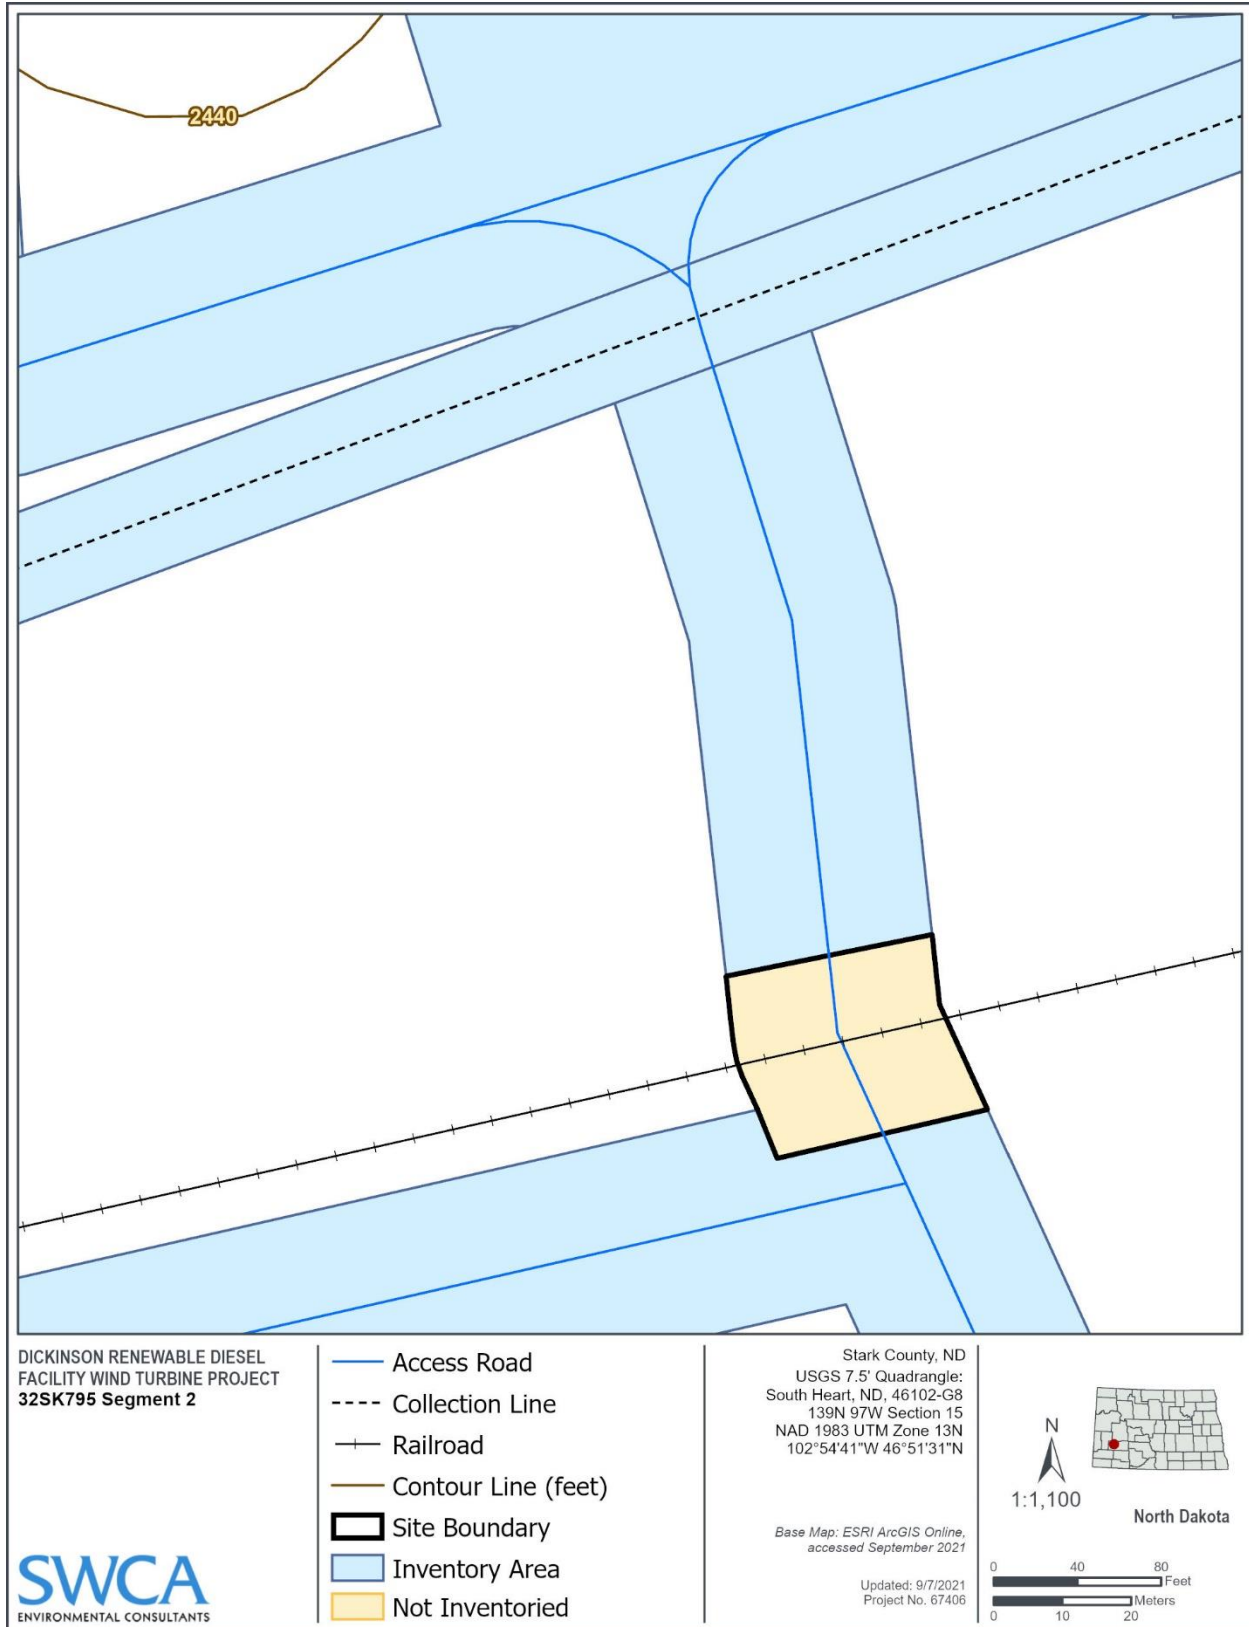 2440
DICKINSON RENEWABLE DIESEL
FACILITY WIND TURBINE PROJECT
32SK795 Segment 2
SWCA
ENVIRONMENTAL CONSULTANTS
Access Road
Collection Line
Railroad
Contour Line (feet)
Site Boundary
Inventory Area
Not Inventoried
Stark County, ND
USGS 7.5' Quadrangle:
South Heart, ND, 46102-G8
139N 97W Section 15
NAD 1983 UTM Zone 13N
102°54'41"W 46°51'31"N
Base Map: ESRI ArcGIS Online,
accessed September 2021
Updated: 9/7/2021
Project No. 67406
N
1:1,100
North Dakota
0 40 80
Feet
Meters
0 10 20